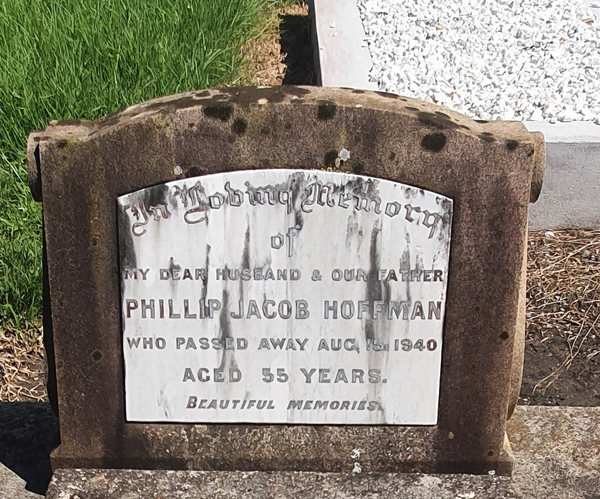 In Loving Memory
of
MY DEAR HUSBAND & OUR FATHER
PHILLIP JACOB HOFFMAN
WHO PASSED AWAY AUG. 1940
AGED 55 YEARS.
BEAUTIFUL MEMORIES.